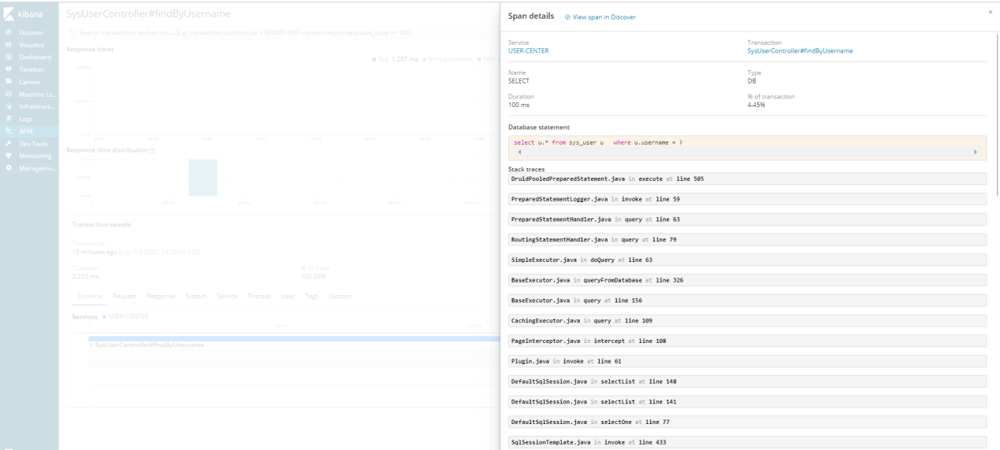 kibana
Discover
Visualize
Dashboard
Timelion
Canvas
Machine Le...
Infrastruct...
Logs
APM
Dev Tools
Monitoring
Manageme...
SysUserController#findByUsername
Search transactions and errors... (E.g. transaction.duration.us > 300000 AND context.response.status_code >= 400)
Response times
Avg. 1,257 ms 95th percentile 99th
Response time distribution
Transaction sample
Timestamp
15 minutes ago (July 3rd 2020,
Duration % of trace
2,253 ms 100.00%
Timeline Request Response System Service Process User Tags Custom
Services USER-CENTER
SysUserController#findByUsername
Span details View span in Discover
×
Service Transaction
USER-CENTER SysUserController#findByUsername
Name Type
SELECT DB
Duration % of transaction
100 ms 4.45%
Database statement
select u.* from sys_user u where u.username = ?
Stack traces
DruidPooledPreparedStatement.java in execute at line 505
PreparedStatementLogger.java in invoke at line 59
PreparedStatementHandler.java in query at line 63
RoutingStatementHandler.java in query at line 79
SimpleExecutor.java in doQuery at line 63
BaseExecutor.java in queryFromDatabase at line 326
BaseExecutor.java in query at line 156
CachingExecutor.java in query at line 109
PageInterceptor.java in intercept at line 108
Plugin.java in invoke at line 61
DefaultSqlSession.java in selectList at line 148
DefaultSqlSession.java in selectList at line 141
DefaultSqlSession.java in selectOne at line 77
SqlSessionTemplate.java in invoke at line 433